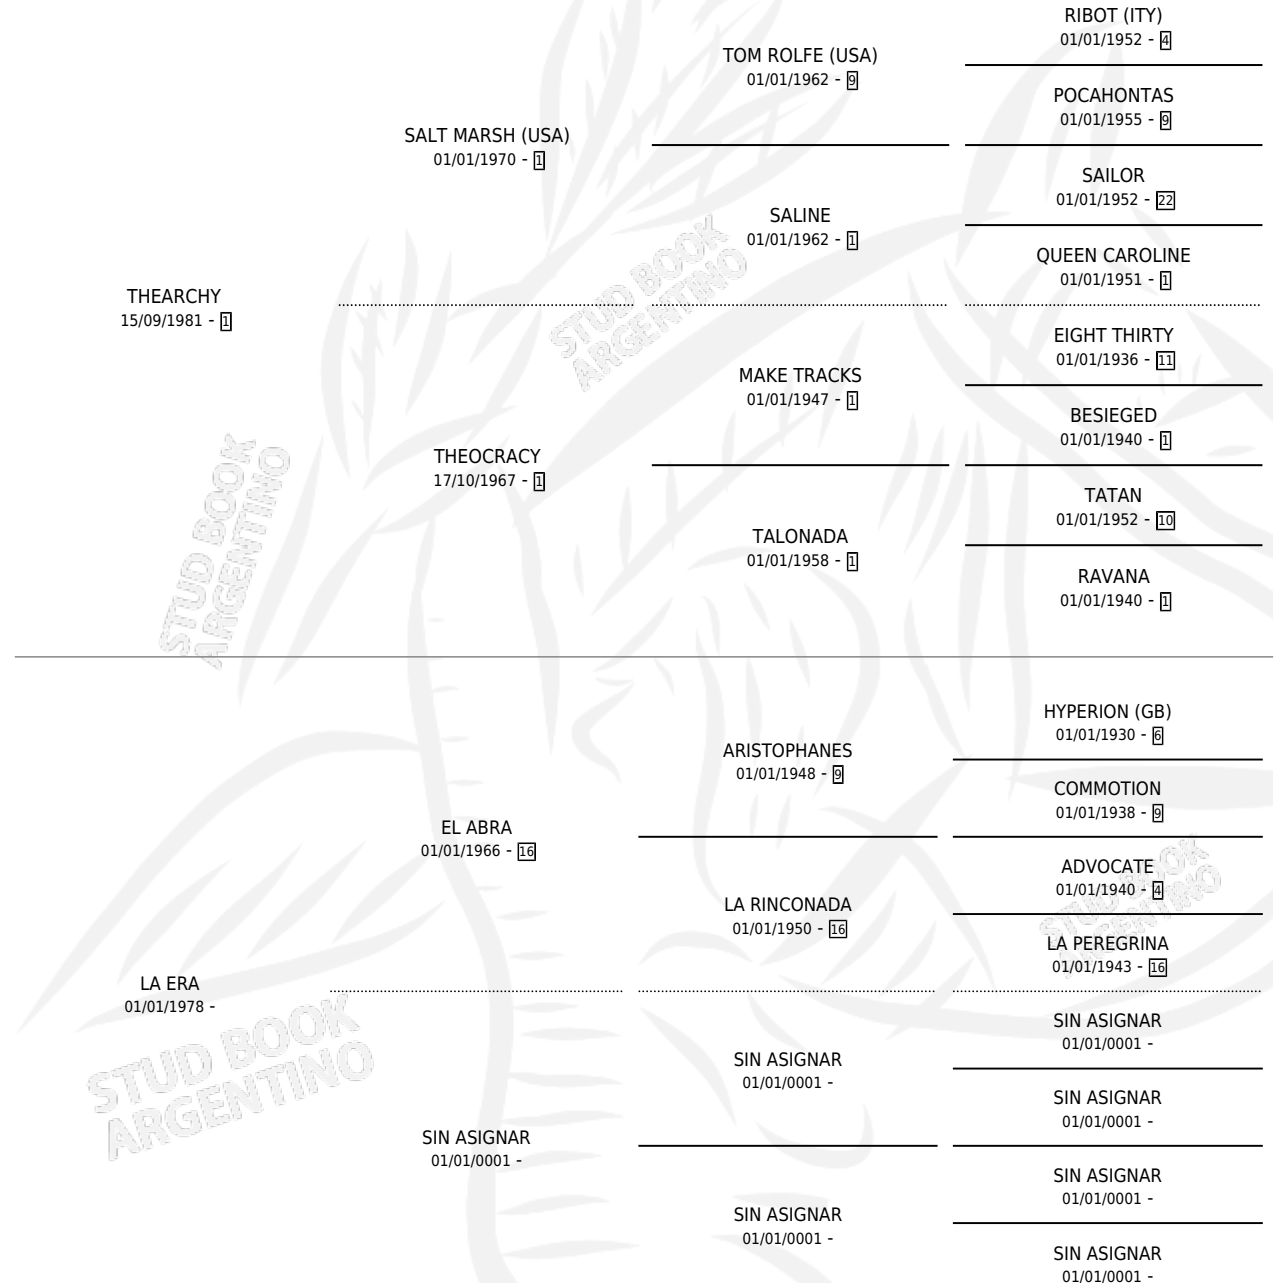 RIBOT (ITY)
01/01/1952 - 4
TOM ROLFE (USA)
01/01/1962 - 9
POCAHONTAS
01/01/1955 - 9
SALT MARSH (USA)
01/01/1970 - 1
SAILOR
01/01/1952 - 22
SALINE
01/01/1962 - 1
QUEEN CAROLINE
01/01/1951 - 1
THEARCHY
15/09/1981 - 1
EIGHT THIRTY
01/01/1936 - 11
MAKE TRACKS
01/01/1947 - 1
BESIEGED
01/01/1940 - 1
THEOCRACY
17/10/1967 - 1
TATAN
01/01/1952 - 10
TALONADA
01/01/1958 - 1
RAVANA
01/01/1940 - 1
HYPERION (GB)
01/01/1930 - 6
ARISTOPHANES
01/01/1948 - 9
COMMOTION
01/01/1938 - 9
EL ABRA
01/01/1966 - 16
ADVOCATE
01/01/1940 - 4
LA RINCONADA
01/01/1950 - 16
LA PEREGRINA
01/01/1943 - 16
LA ERA
01/01/1978 -
SIN ASIGNAR
01/01/0001 -
SIN ASIGNAR
01/01/0001 -
SIN ASIGNAR
01/01/0001 -
SIN ASIGNAR
01/01/0001 -
SIN ASIGNAR
01/01/0001 -
SIN ASIGNAR
01/01/0001 -
SIN ASIGNAR
01/01/0001 -
STUD BOOK
ARGENTINO
STUD BOOK
ARGENTINO
STUD BOOK
ARGENTINO
STUD BOOK
ARGENTINO